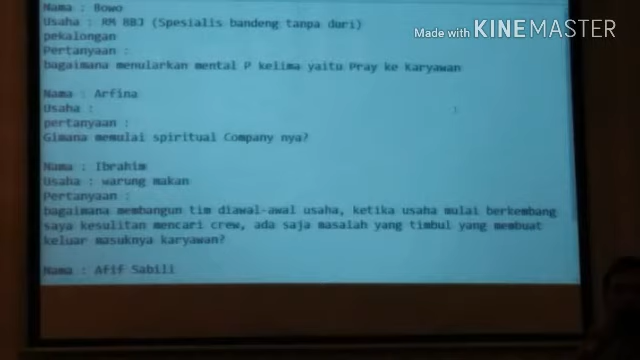 Nama : Bowo
Usaha : RM BBJ (Spesialis bandeng tanpa duri)
pekalongan
Pertanyaan :
bagaimana menularkan mental P kelima yaitu Pray ke Karyawan
Nama : Arfina
Usaha :
pertanyaan :
Gimana memulai spiritual Company nya?
Nama : Ibrahim
Usaha : warung makan
Pertanyaan :
bagaimana membangun tim diawal-awal usaha, ketika usaha mulai berkembang
saya kesulitan mencari crew, ada saja masalah yang timbul yang membuat
keluar masuknya karyawan?
Nama : Afif Sabili
Made with KINEMASTER